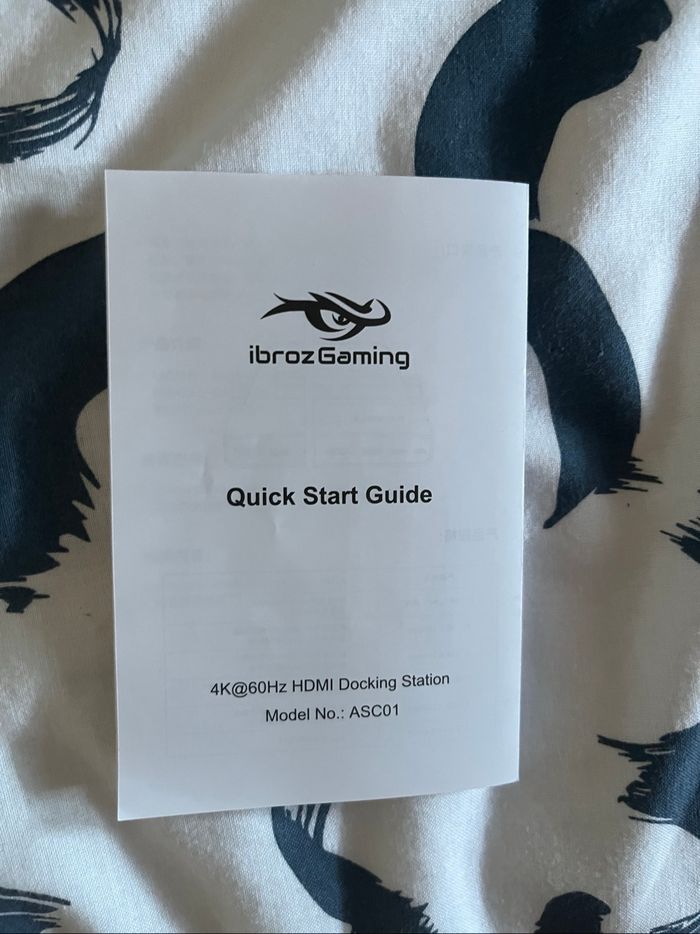 ibrozGaming
Quick Start Guide
4K@60Hz HDMI Docking Station
Model No.: ASC01